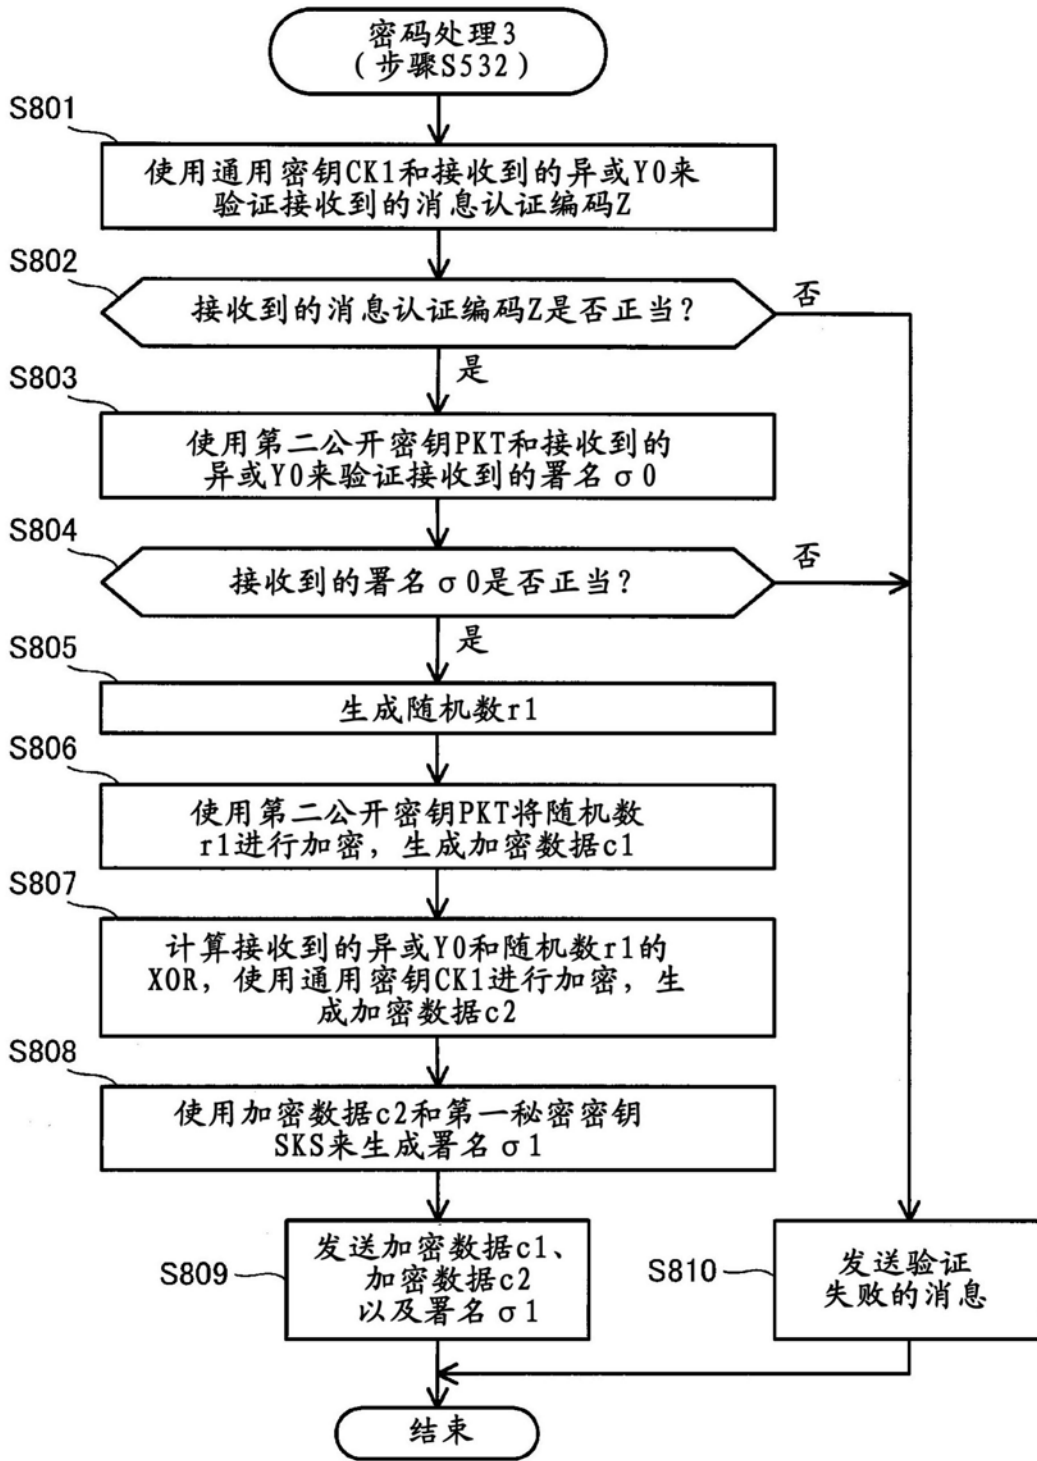 密码处理3
(步骤S532)
S801
使用通用密钥CK1和接收到的异或Y0来
验证接收到的消息认证编码Z
S802
接收到的消息认证编码Z是否正当?
否
是
S803
使用第二公开密钥PKT和接收到的
异或Y0来验证接收到的署名σ0
S804
接收到的署名σ0是否正当?
否
是
S805
生成随机数r1
S806
使用第二公开密钥PKT将随机数
r1进行加密，生成加密数据c1
S807
计算接收到的异或Y0和随机数r1的
XOR，使用通用密钥CK1进行加密，生
成加密数据c2
S808
使用加密数据c2和第一秘密密钥
SKS来生成署名σ1
S809
发送加密数据c1、
加密数据c2
以及署名σ1
S810
发送验证
失败的消息
结束